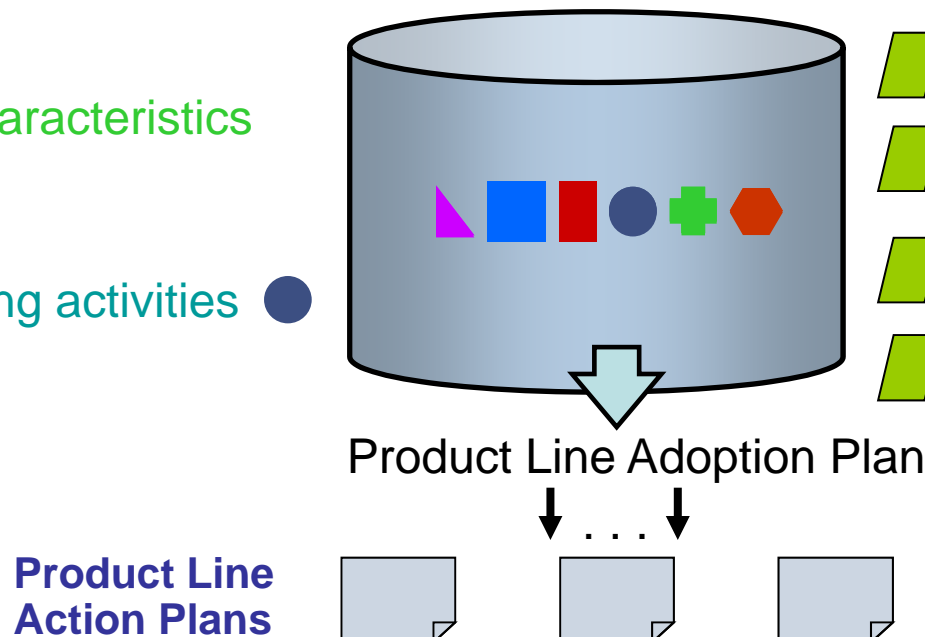 aracteristics
ng activities
Product Line Adoption Plan
. . .
Product Line
Action Plans